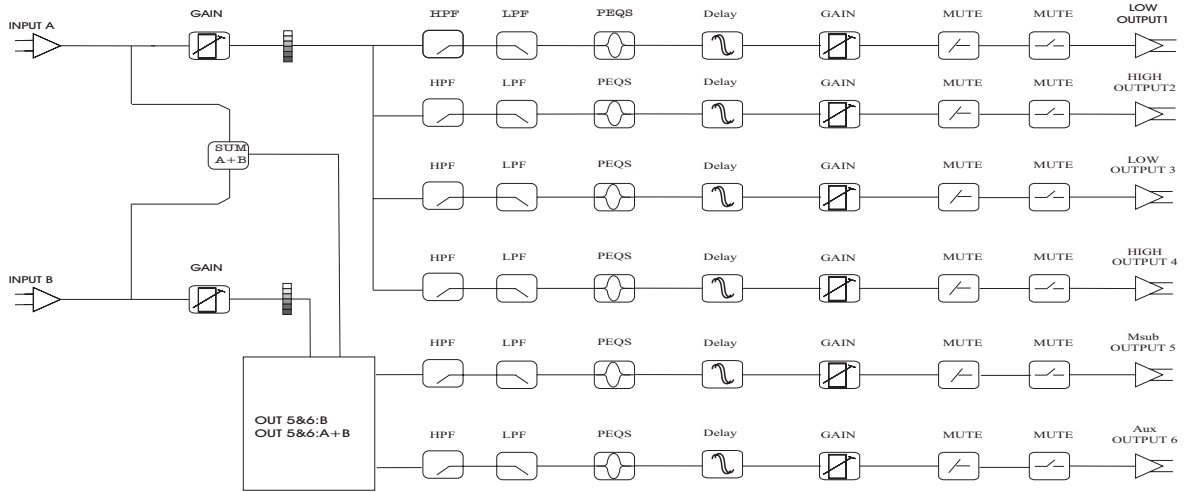 INPUT A
GAIN
HPF LPF PEQS Delay GAIN MUTE MUTE LOW
OUTPUT1
HPF LPF PEQS Delay GAIN MUTE MUTE HIGH
OUTPUT2
SUM
A+B
HPF LPF PEQS Delay GAIN MUTE MUTE LOW
OUTPUT 3
INPUT B
GAIN
HPF LPF PEQS Delay GAIN MUTE MUTE HIGH
OUTPUT 4
HPF LPF PEQS Delay GAIN MUTE MUTE Msub
OUTPUT 5
OUT 5&6:B
OUT 5&6:A+B
HPF LPF PEQS Delay GAIN MUTE MUTE Aux
OUTPUT 6